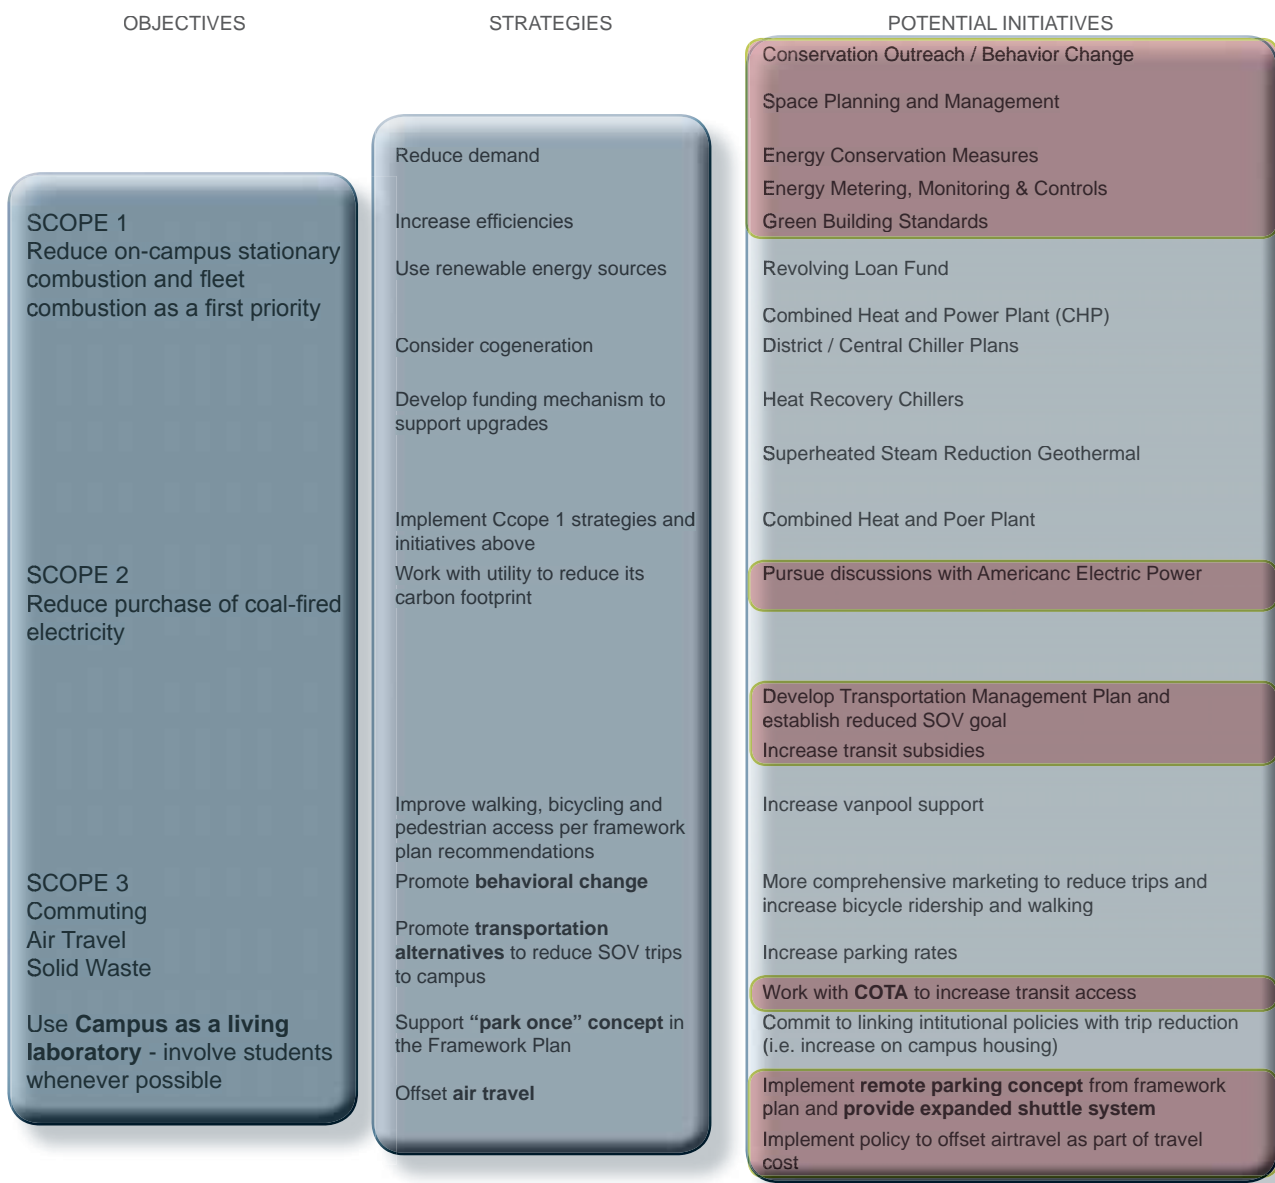 OBJECTIVES
SCOPE 1
Reduce on-campus stationary
combustion and fleet
combustion as a first priority
SCOPE 2
Reduce purchase of coal-fired
electricity
SCOPE 3
Commuting
Air Travel
Solid Waste
Use Campus as a living
laboratory - involve students
whenever possible
STRATEGIES
Reduce demand
Increase efficiencies
Use renewable energy sources
Consider cogeneration
Develop funding mechanism to
support upgrades
Implement Ccope 1 strategies and
initiatives above
Work with utility to reduce its
carbon footprint
Improve walking, bicycling and
pedestrian access per framework
plan recommendations
Promote behavioral change
Promote transportation
alternatives to reduce SOV trips
to campus
Support “park once” concept in
the Framework Plan
Offset air travel
POTENTIAL INITIATIVES
Conservation Outreach / Behavior Change
Space Planning and Management
Energy Conservation Measures
Energy Metering, Monitoring & Controls
Green Building Standards
Revolving Loan Fund
Combined Heat and Power Plant (CHP)
District / Central Chiller Plans
Heat Recovery Chillers
Superheated Steam Reduction Geothermal
Combined Heat and Poer Plant
Pursue discussions with Americanc Electric Power
Develop Transportation Management Plan and
establish reduced SOV goal
Increase transit subsidies
Increase vanpool support
More comprehensive marketing to reduce trips and
increase bicycle ridership and walking
Increase parking rates
Work with COTA to increase transit access
Commit to linking intitutional policies with trip reduction
(i.e. increase on campus housing)
Implement remote parking concept from framework
plan and provide expanded shuttle system
Implement policy to offset airtravel as part of travel
cost